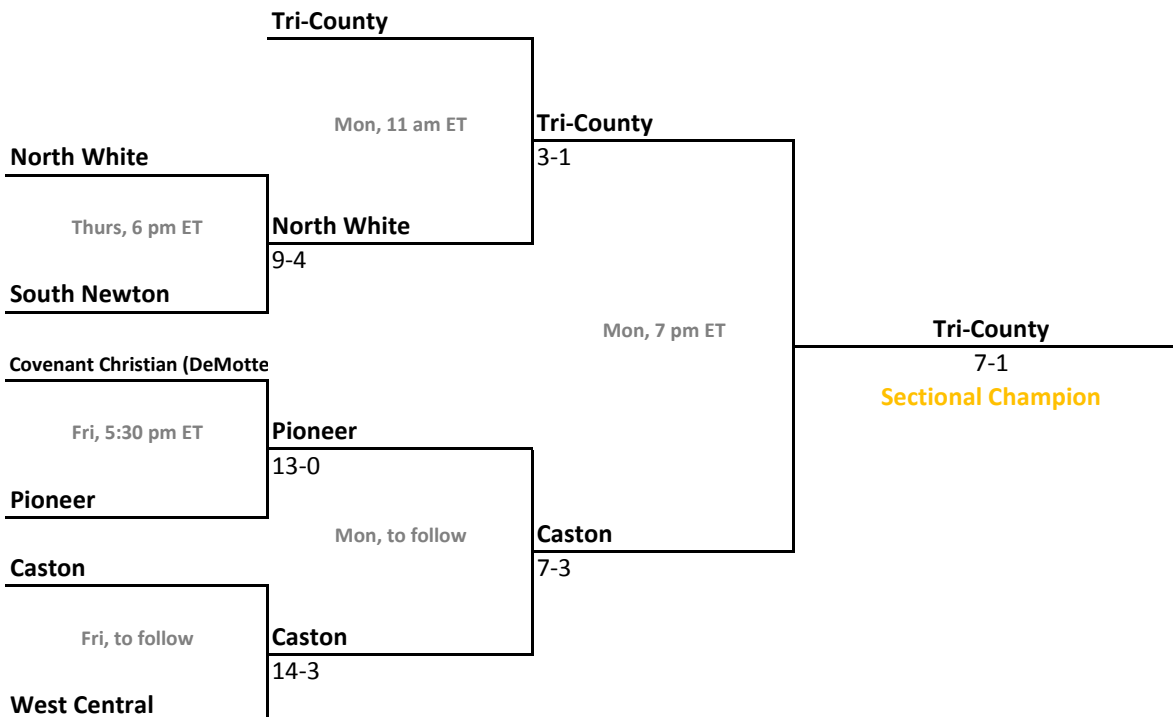 Tri-County
Mon, 11 am ET
Tri-County
3-1
North White
Thurs, 6 pm ET
North White
9-4
South Newton
Mon, 7 pm ET
Tri-County
7-1
Sectional Champion
Covenant Christian (DeMotte
Fri, 5:30 pm ET
Pioneer
13-0
Pioneer
Mon, to follow
Caston
7-3
Caston
Fri, to follow
Caston
14-3
West Central